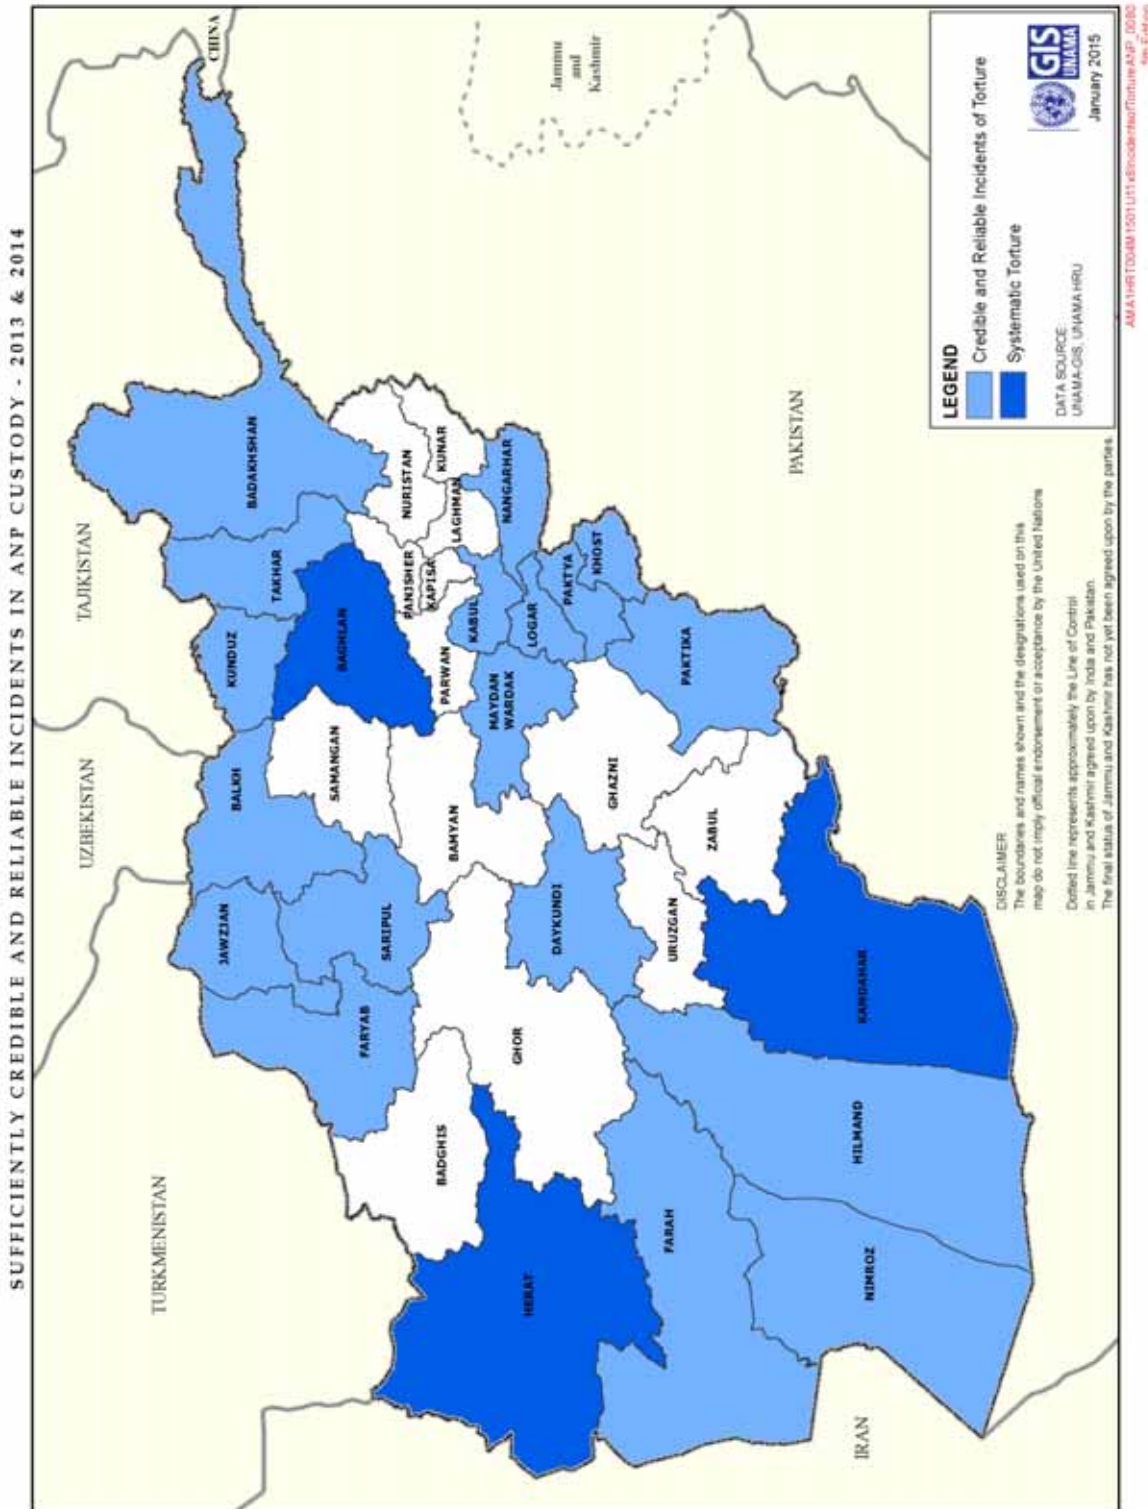 SUFFICIENTLY CREDIBLE AND RELIABLE INCIDENTS IN ANP CUSTODY - 2013 & 2014
CHINA
TAJIKISTAN
UZBEKISTAN
TURKMENISTAN
Jammu
and
Kashmir
PAKISTAN
IRAN
BADAKHSHAN
TAKHAR
KUNDUZ
BALKH
JAWZJAN
FARYAB
SARIPUL
SAMANGAN
BAGHLAN
PANJSHER
NURISTAN
KUNAR
LAGHMAN
KAPISA
PARWAN
KABUL
NANGARHAR
LOGAR
PAKTYA
KHOST
MAYDAN
WARDAK
BAMYAN
BADGHIS
GHOR
HERAT
DAYKUNDI
GHAZNI
PAKTIKA
ZABUL
URUZGAN
FARAH
KANDAHAR
HILMAND
NIMROZ
LEGEND
Credible and Reliable Incidents of Torture
Systematic Torture
DATA SOURCE:
UNAMA-GIS, UNAMA HRU
GIS
UNAMA
January 2015
DISCLAIMER:
The boundaries and names shown and the designations used on this
map do not imply official endorsement or acceptance by the United Nations
Dotted line represents approximately the Line of Control
in Jammu and Kashmir agreed upon by India and Pakistan.
The final status of Jammu and Kashmir has not yet been agreed upon by the parties.